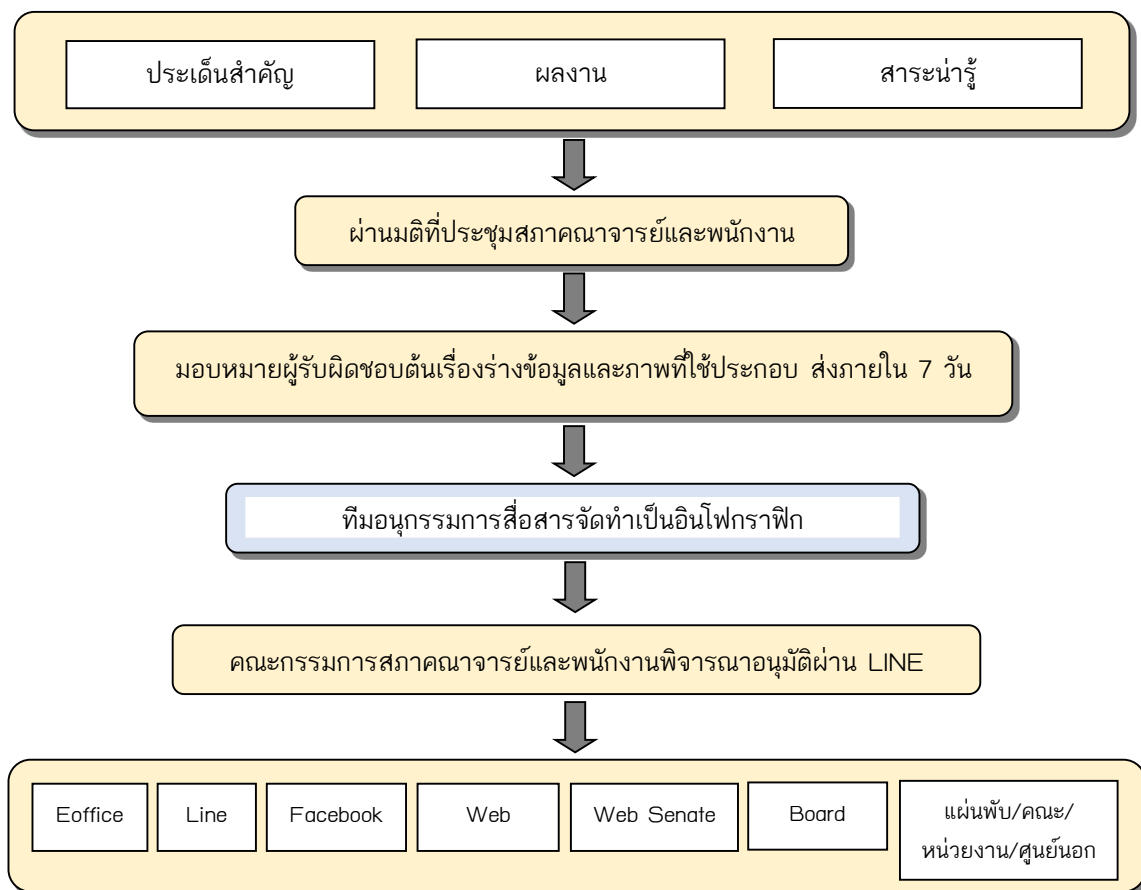 ประเด็นสำคัญ
ผลงาน
สาระน่ารู้
ผ่านมติที่ประชุมสภาคณาจารย์และพนักงาน
มอบหมายผู้รับผิดชอบต้นเรื่องร่างข้อมูลและภาพที่ใช้ประกอบ ส่งภายใน 7 วัน
ทีมอนุกรรมการสื่อสารจัดทำเป็นอินโฟกราฟิก
คณะกรรมการสภาคณาจารย์และพนักงานพิจารณาอนุมัติผ่าน LINE
Eoffice
Line
Facebook
Web
Web Senate
Board
แผ่นพับ/คณะ/
หน่วยงาน/ศูนย์นอก